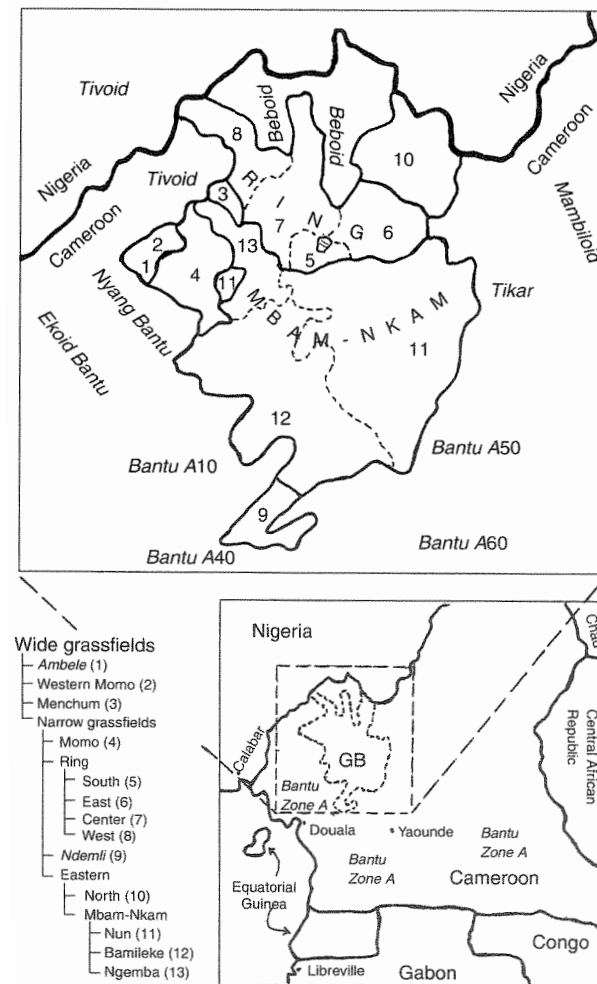 Tivoid
Beboid
Beboid
Nigeria
Cameroon
Mambiloid
8
10
Tivoid
R I N G
Nigeria
Cameroon
3
7
6
2
1
13
5
4
11
Tikar
Nyang Bantu
MBAM-NKAM
11
Ekoid Bantu
12
Bantu A50
Bantu A10
9
Bantu A60
Bantu A40
Wide grassfields
Ambele (1)
Western Momo (2)
Menchum (3)
Narrow grassfields
Momo (4)
Ring
South (5)
East (6)
Center (7)
West (8)
Ndemli (9)
Eastern
North (10)
Mbam-Nkam
Nun (11)
Bamileke (12)
Ngemba (13)
Nigeria
Chad
Central African
Republic
Calabar
GB
Bantu
Zone A
Douala
Yaounde
Bantu
Zone A
Bantu
Zone A
Cameroon
Equatorial
Guinea
Congo
Libreville
Gabon